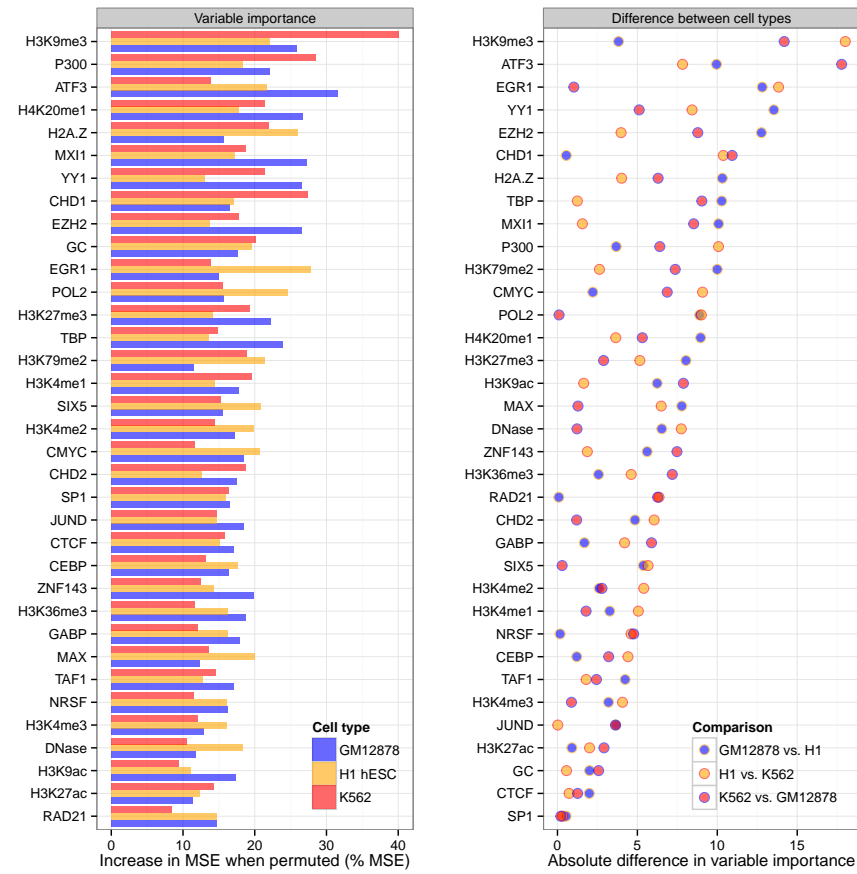 Variable importance
H3K9me3
P300
ATF3
H4K20me1
H2A.Z
MXI1
YY1
CHD1
EZH2
GC
EGR1
POL2
H3K27me3
TBP
H3K79me2
H3K4me1
SIX5
H3K4me2
CMYC
CHD2
SP1
JUND
CTCF
CEBP
ZNF143
H3K36me3
GABP
MAX
TAF1
NRSF
H3K4me3
DNase
H3K9ac
H3K27ac
RAD21
Cell type
GM12878
H1 hESC
K562
0 10 20 30 40
Increase in MSE when permuted (% MSE)
Difference between cell types
H3K9me3
ATF3
EGR1
YY1
EZH2
CHD1
H2A.Z
TBP
MXI1
P300
H3K79me2
CMYC
POL2
H4K20me1
H3K27me3
H3K9ac
MAX
DNase
ZNF143
H3K36me3
RAD21
CHD2
GABP
SIX5
H3K4me2
H3K4me1
NRSF
CEBP
TAF1
H3K4me3
JUND
H3K27ac
GC
CTCF
SP1
Comparison
GM12878 vs. H1
H1 vs. K562
K562 vs. GM12878
0 5 10 15
Absolute difference in variable importance